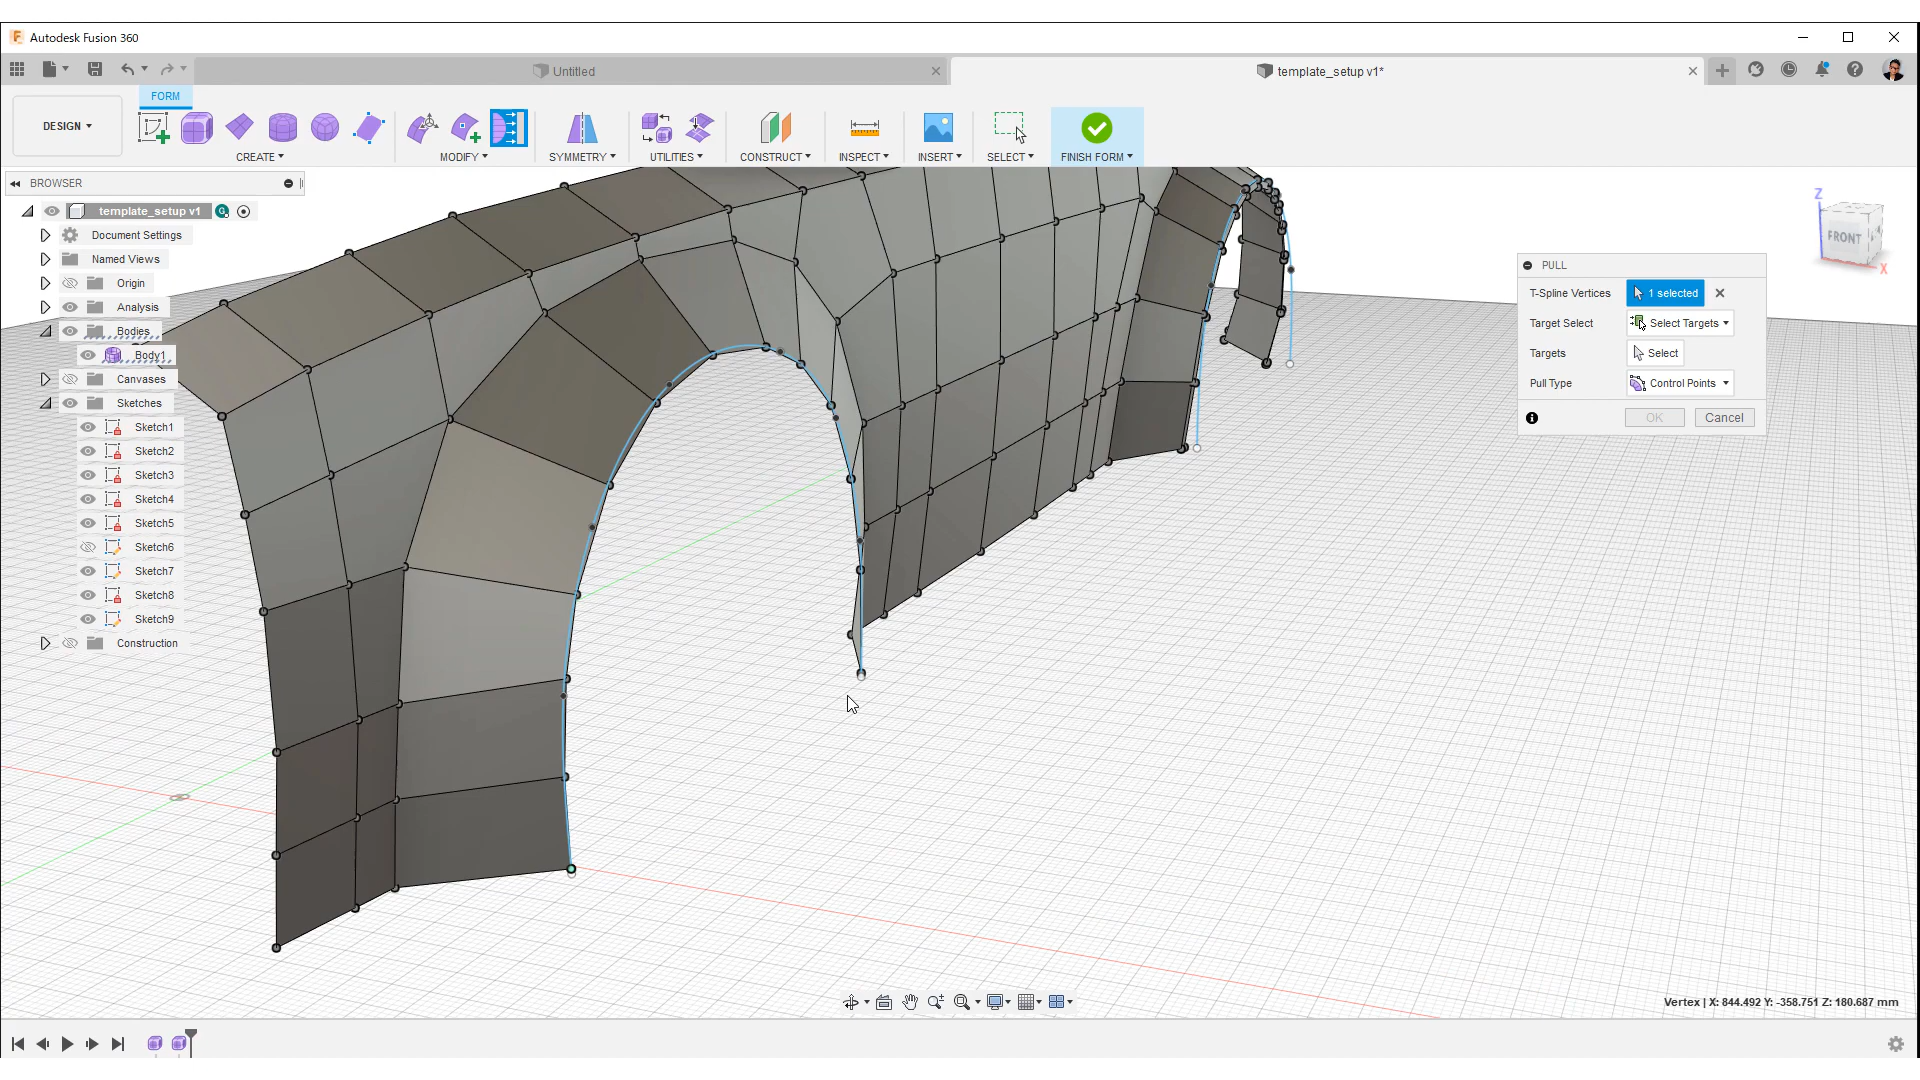 Autodesk Fusion 360
Untitled
template_setup v1*
FORM
DESIGN
CREATE
MODIFY
SYMMETRY
UTILITIES
CONSTRUCT
INSPECT
INSERT
SELECT
FINISH FORM
BROWSER
template_setup v1
Document Settings
Named Views
Origin
Analysis
Bodies
Body1
Canvases
Sketches
Sketch1
Sketch2
Sketch3
Sketch4
Sketch5
Sketch6
Sketch7
Sketch8
Sketch9
Construction
Z
FRONT
X
PULL
T-Spline Vertices 1 selected
Target Select Select Targets
Targets Select
Pull Type Control Points
OK Cancel
Vertex | X: 844.492 Y: -358.751 Z: 180.687 mm